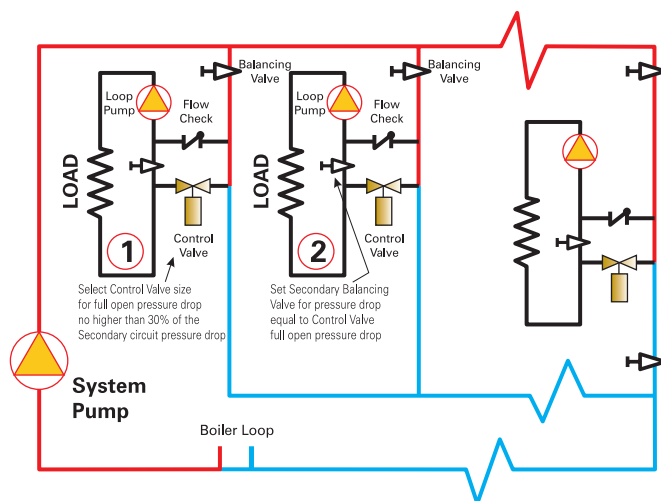 Balancing
Valve
Balancing
Valve
Loop
Pump
Flow
Check
LOAD
1
Control
Valve
Loop
Pump
Flow
Check
LOAD
2
Control
Valve
Select Control Valve size
for full open pressure drop
no higher than 30% of the
Secondary circuit pressure drop
Set Secondary Balancing
Valve for pressure drop
equal to Control Valve
full open pressure drop
System
Pump
Boiler Loop